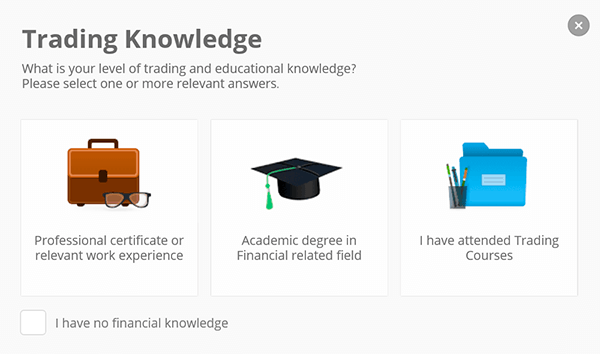 Trading Knowledge
What is your level of trading and educational knowledge?
Please select one or more relevant answers.
Professional certificate or
relevant work experience
Academic degree in
Financial related field
I have attended Trading
Courses
I have no financial knowledge